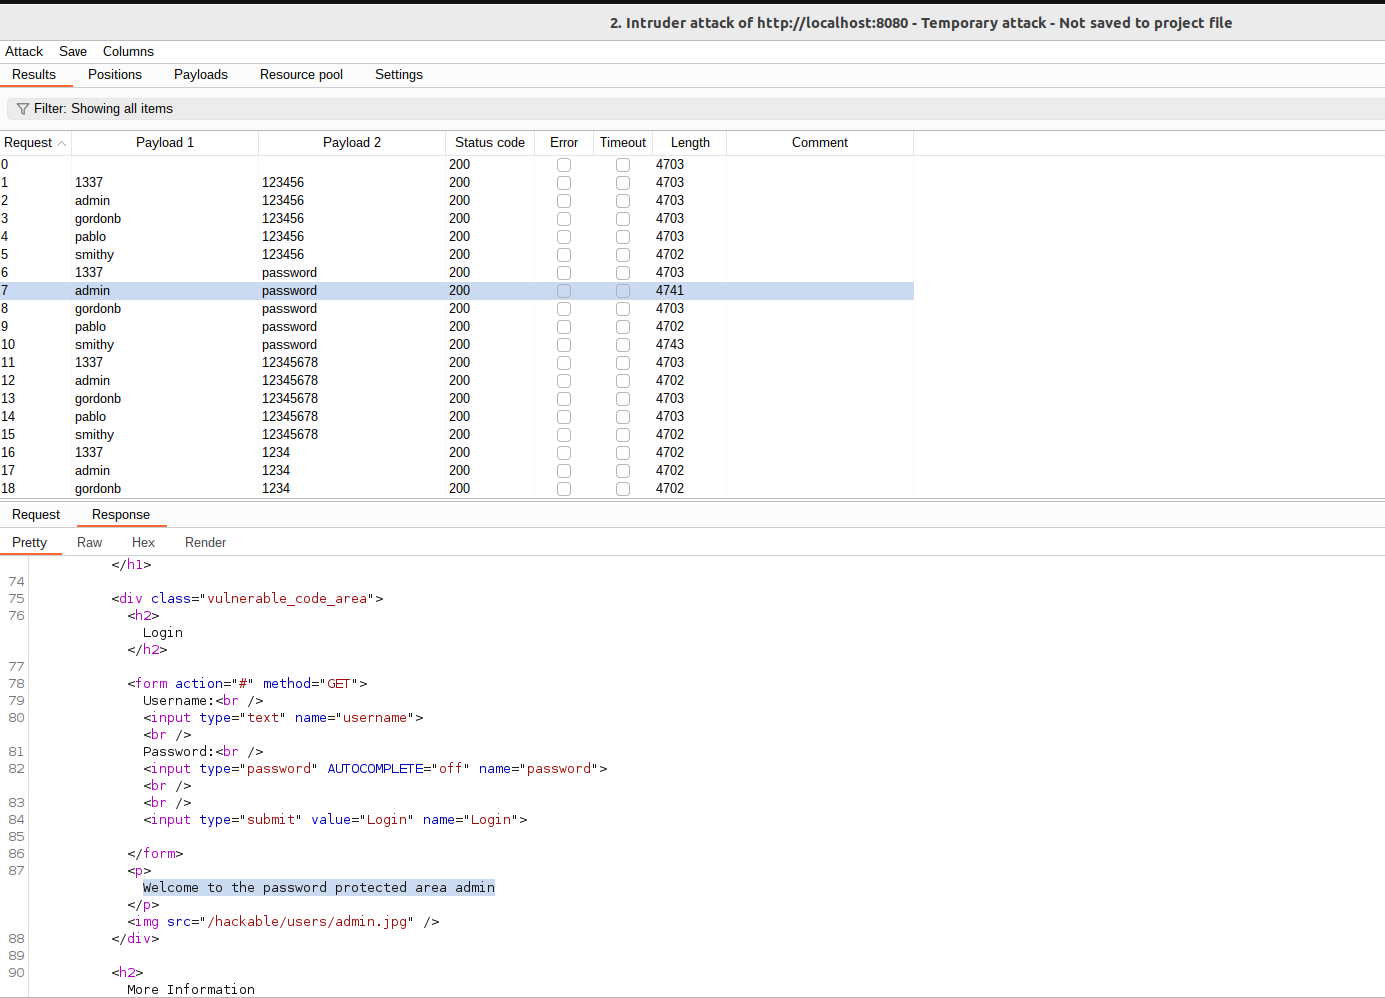 2. Intruder attack of http://localhost:8080 - Temporary attack - Not saved to project file
Attack Save Columns
Results Positions Payloads Resource pool Settings
Filter: Showing all items
Request Payload 1 Payload 2 Status code Error Timeout Length Comment
0 200 4703
1 1337 123456 200 4703
2 admin 123456 200 4703
3 gordonb 123456 200 4703
4 pablo 123456 200 4703
5 smithy 123456 200 4702
6 1337 password 200 4703
7 admin password 200 4741
8 gordonb password 200 4703
9 pablo password 200 4702
10 smithy password 200 4743
11 1337 12345678 200 4703
12 admin 12345678 200 4702
13 gordonb 12345678 200 4703
14 pablo 12345678 200 4703
15 smithy 12345678 200 4702
16 1337 1234 200 4702
17 admin 1234 200 4702
18 gordonb 1234 200 4702
Request Response
Pretty Raw Hex Render
</h1>
74
75 <div class="vulnerable_code_area">
76 <h2>
Login
</h2>
77
78 <form action="#" method="GET">
79 Username:<br />
80 <input type="text" name="username">
<br />
81 Password:<br />
82 <input type="password" AUTOCOMPLETE="off" name="password">
<br />
83 <br />
84 <input type="submit" value="Login" name="Login">
85
86 </form>
87 <p>
Welcome to the password protected area admin
</p>
<img src="/hackable/users/admin.jpg" />
88 </div>
89
90 <h2>
More Information